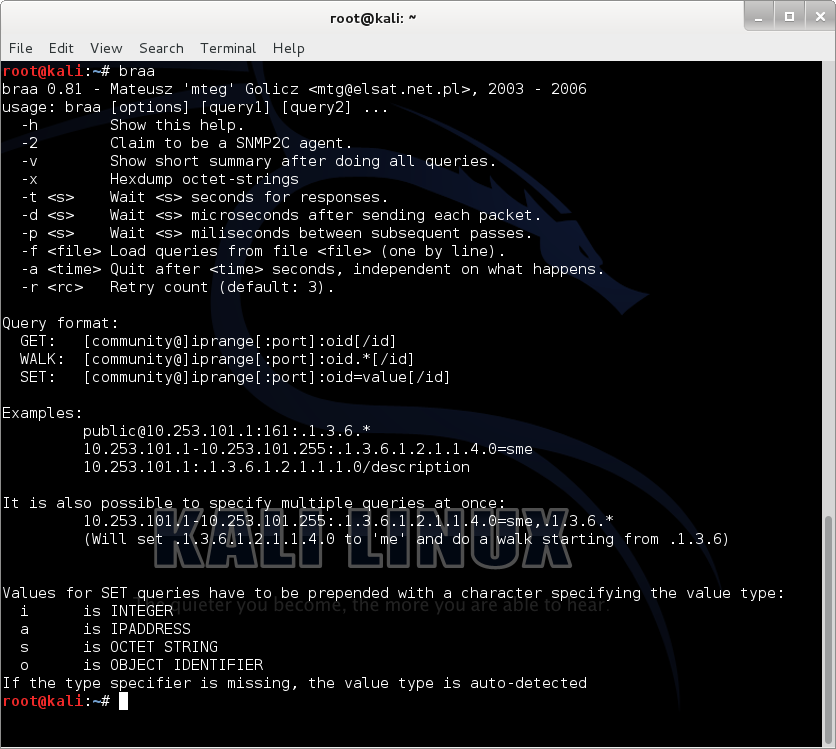 root@kali: ~
File Edit View Search Terminal Help
root@kali:~# braa
braa 0.81 - Mateusz 'mteg' Golicz <mtg@elsat.net.pl>, 2003 - 2006
usage: braa [options] [query1] [query2] ...
  -h        Show this help.
  -2        Claim to be a SNMP2C agent.
  -v        Show short summary after doing all queries.
  -x        Hexdump octet-strings
  -t <s>    Wait <s> seconds for responses.
  -d <s>    Wait <s> microseconds after sending each packet.
  -p <s>    Wait <s> miliseconds between subsequent passes.
  -f <file> Load queries from file <file> (one by line).
  -a <time> Quit after <time> seconds, independent on what happens.
  -r <rc>   Retry count (default: 3).
Query format:
  GET:   [community@]iprange[:port]:oid[/id]
  WALK:  [community@]iprange[:port]:oid.*[/id]
  SET:   [community@]iprange[:port]:oid=value[/id]
Examples:
         public@10.253.101.1:161:.1.3.6.*
         10.253.101.1-10.253.101.255:.1.3.6.1.2.1.1.4.0=sme
         10.253.101.1:.1.3.6.1.2.1.1.1.0/description
It is also possible to specify multiple queries at once:
         10.253.101.1-10.253.101.255:.1.3.6.1.2.1.1.4.0=sme,.1.3.6.*
         (Will set .1.3.6.1.2.1.1.4.0 to 'me' and do a walk starting from .1.3.6)
KALI LINUX
Values for SET queries have to be prepended with a character specifying the value type:
  i      is INTEGER
quieter you become, the more you are able to hear.
  a      is IPADDRESS
  s      is OCTET STRING
  o      is OBJECT IDENTIFIER
If the type specifier is missing, the value type is auto-detected
root@kali:~#